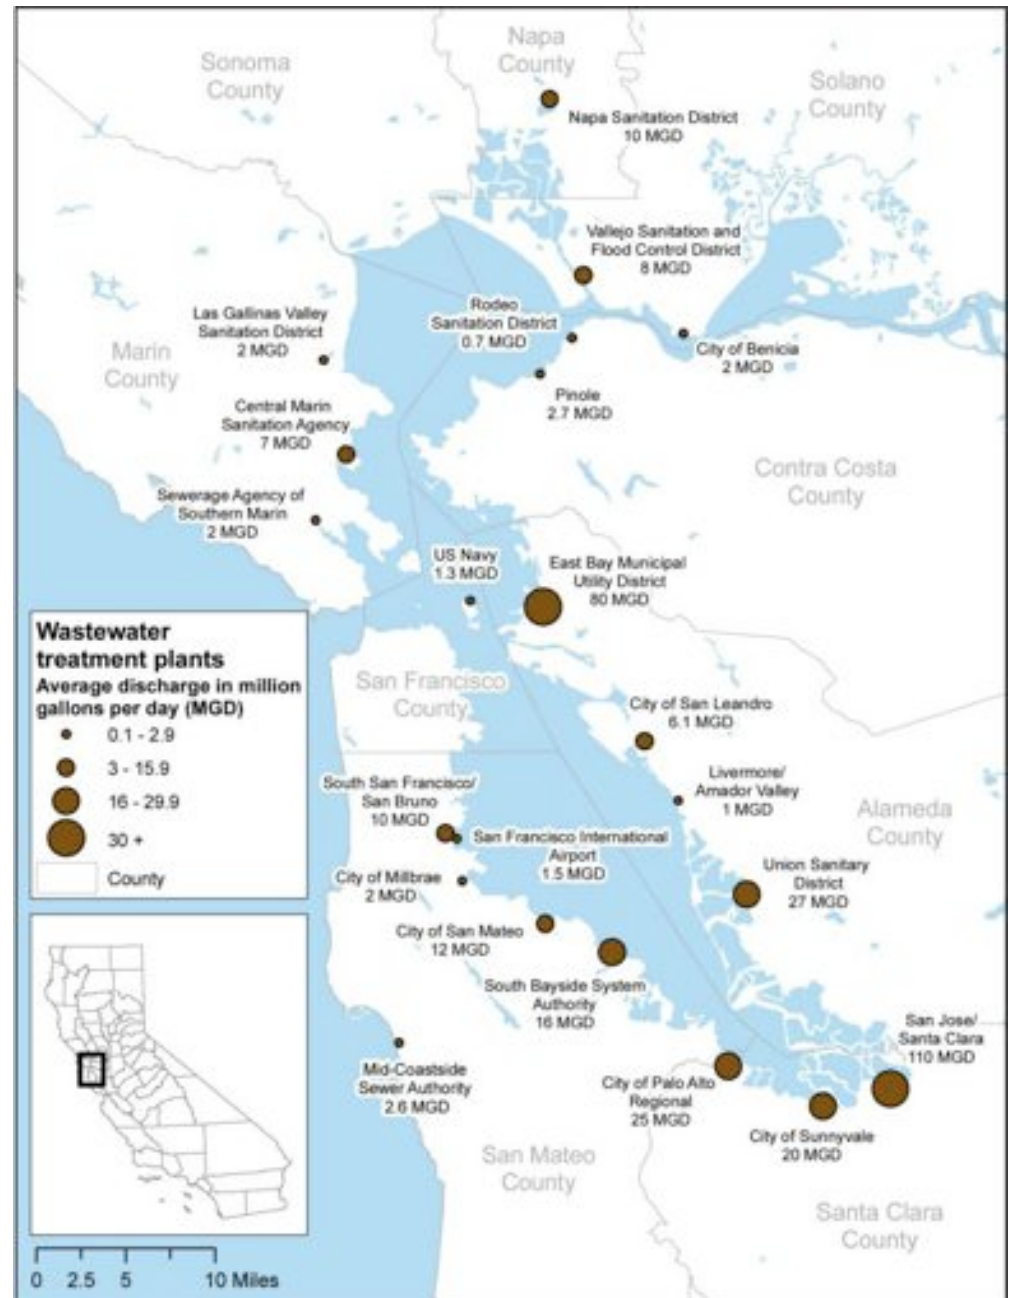 Sonoma
County
Napa
County
Solano
County
Napa Sanitation District
10 MGD
Vallejo Sanitation and
Flood Control District
8 MGD
Las Gallinas Valley
Sanitation District
2 MGD
Rodeo
Sanitation District
0.7 MGD
City of Benicia
2 MGD
Marin
County
Pinole
2.7 MGD
Central Marin
Sanitation Agency
7 MGD
Contra Costa
County
Sewerage Agency of
Southern Marin
2 MGD
US Navy
1.3 MGD
East Bay Municipal
Utility District
80 MGD
Wastewater
treatment plants
Average discharge in million
gallons per day (MGD)
0.1 - 2.9
3 - 15.9
16 - 29.9
30 +
County
San Francisco
County
City of San Leandro
6.1 MGD
South San Francisco/
San Bruno
10 MGD
Livermore/
Amador Valley
1 MGD
Alameda
County
San Francisco International
Airport
1.5 MGD
City of Millbrae
2 MGD
Union Sanitary
District
27 MGD
City of San Mateo
12 MGD
South Bayside System
Authority
16 MGD
San Jose/
Santa Clara
110 MGD
Mid-Coastside
Sewer Authority
2.6 MGD
City of Palo Alto
Regional
25 MGD
City of Sunnyvale
20 MGD
San Mateo
County
Santa Clara
County
0 2.5 5 10 Miles